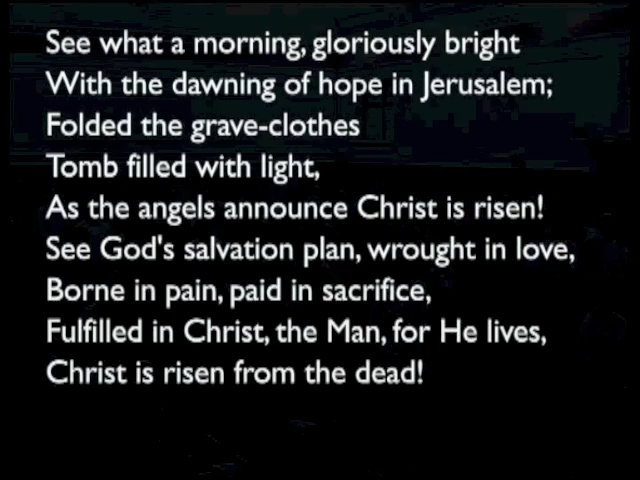 See what a morning, gloriously bright
With the dawning of hope in Jerusalem;
Folded the grave-clothes
Tomb filled with light,
As the angels announce Christ is risen!
See God's salvation plan, wrought in love,
Borne in pain, paid in sacrifice,
Fulfilled in Christ, the Man, for He lives,
Christ is risen from the dead!